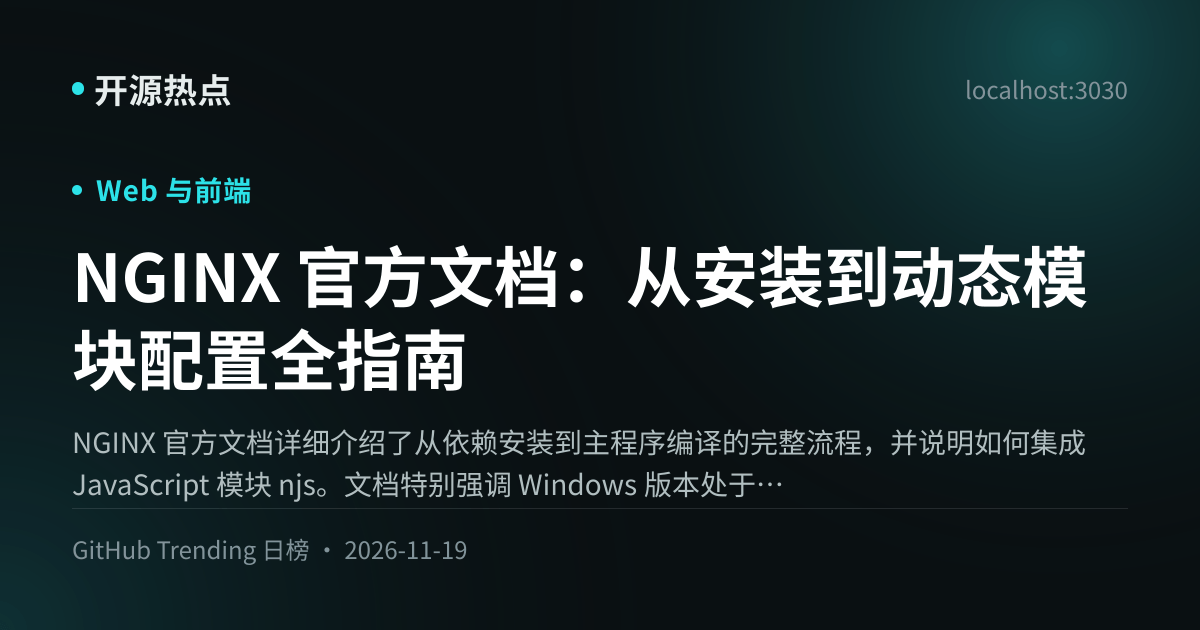 开源热点
localhost:3030
Web 与前端
NGINX 官方文档：从安装到动态模
块配置全指南
NGINX 官方文档详细介绍了从依赖安装到主程序编译的完整流程，并说明如何集成
JavaScript 模块 njs。文档特别强调 Windows 版本处于…
GitHub Trending 日榜 · 2026-11-19